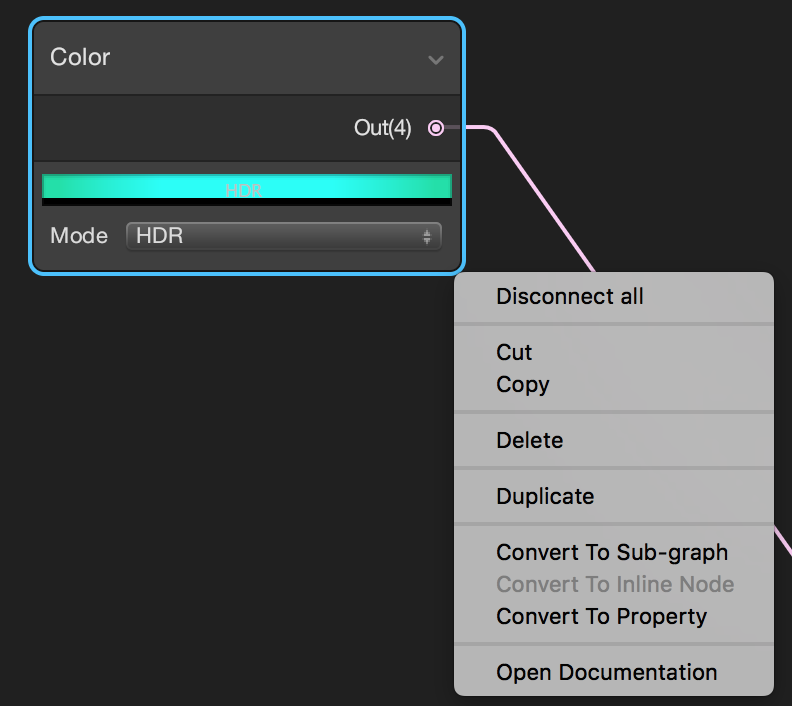 Color
Out(4)
HDR
Mode HDR
Disconnect all
Cut
Copy
Delete
Duplicate
Convert To Sub-graph
Convert To Inline Node
Convert To Property
Open Documentation